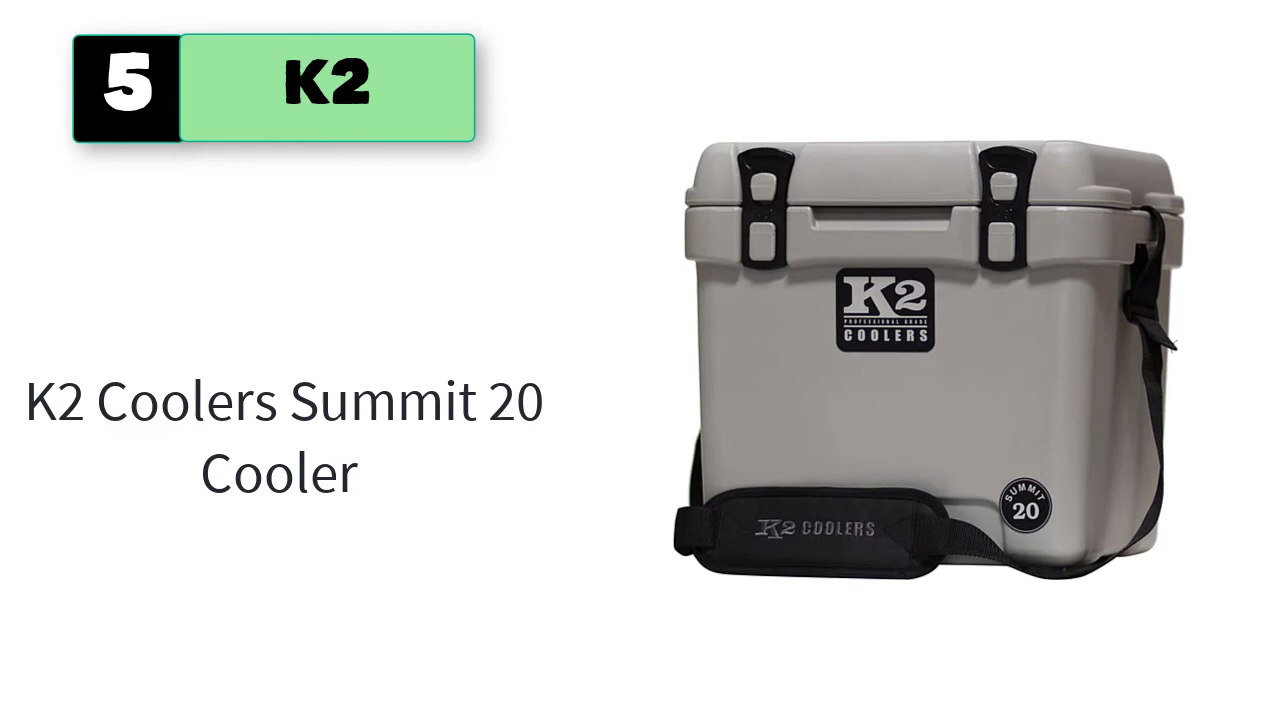 5
K2
K2
PROFESSIONAL GRADE
COOLERS
K2 Coolers Summit 20
Cooler
SUMMIT
20
K2 COOLERS